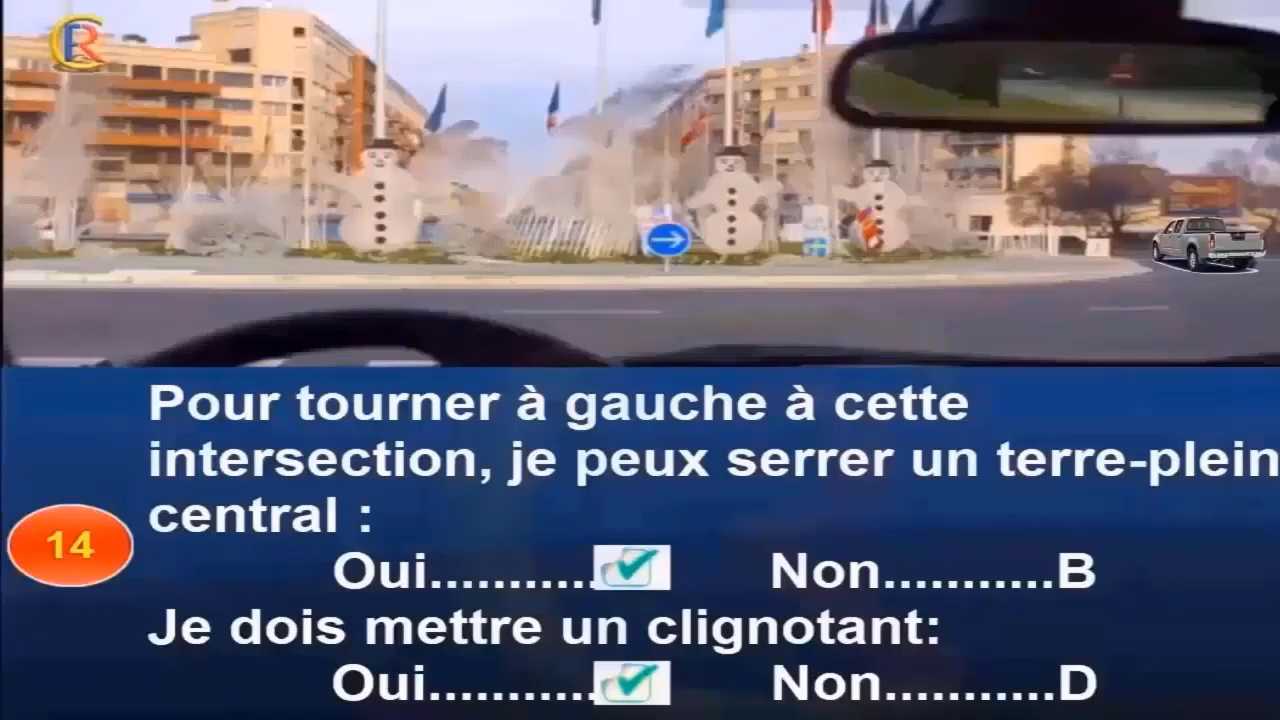 CFR
Pour tourner à gauche à cette
intersection, je peux serrer un terre-plein
central :
14
Oui........... Non...........B
Je dois mettre un clignotant:
Oui........... Non...........D